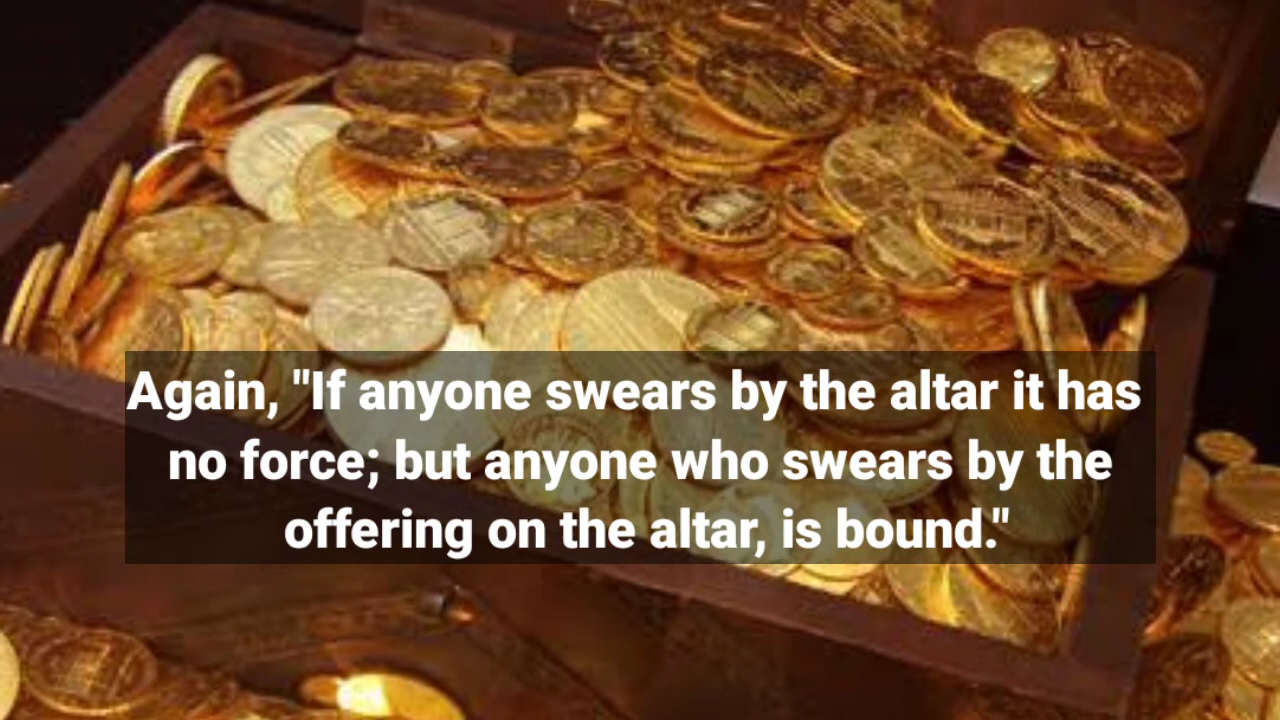 Again, "If anyone swears by the altar it has
no force; but anyone who swears by the
offering on the altar, is bound."